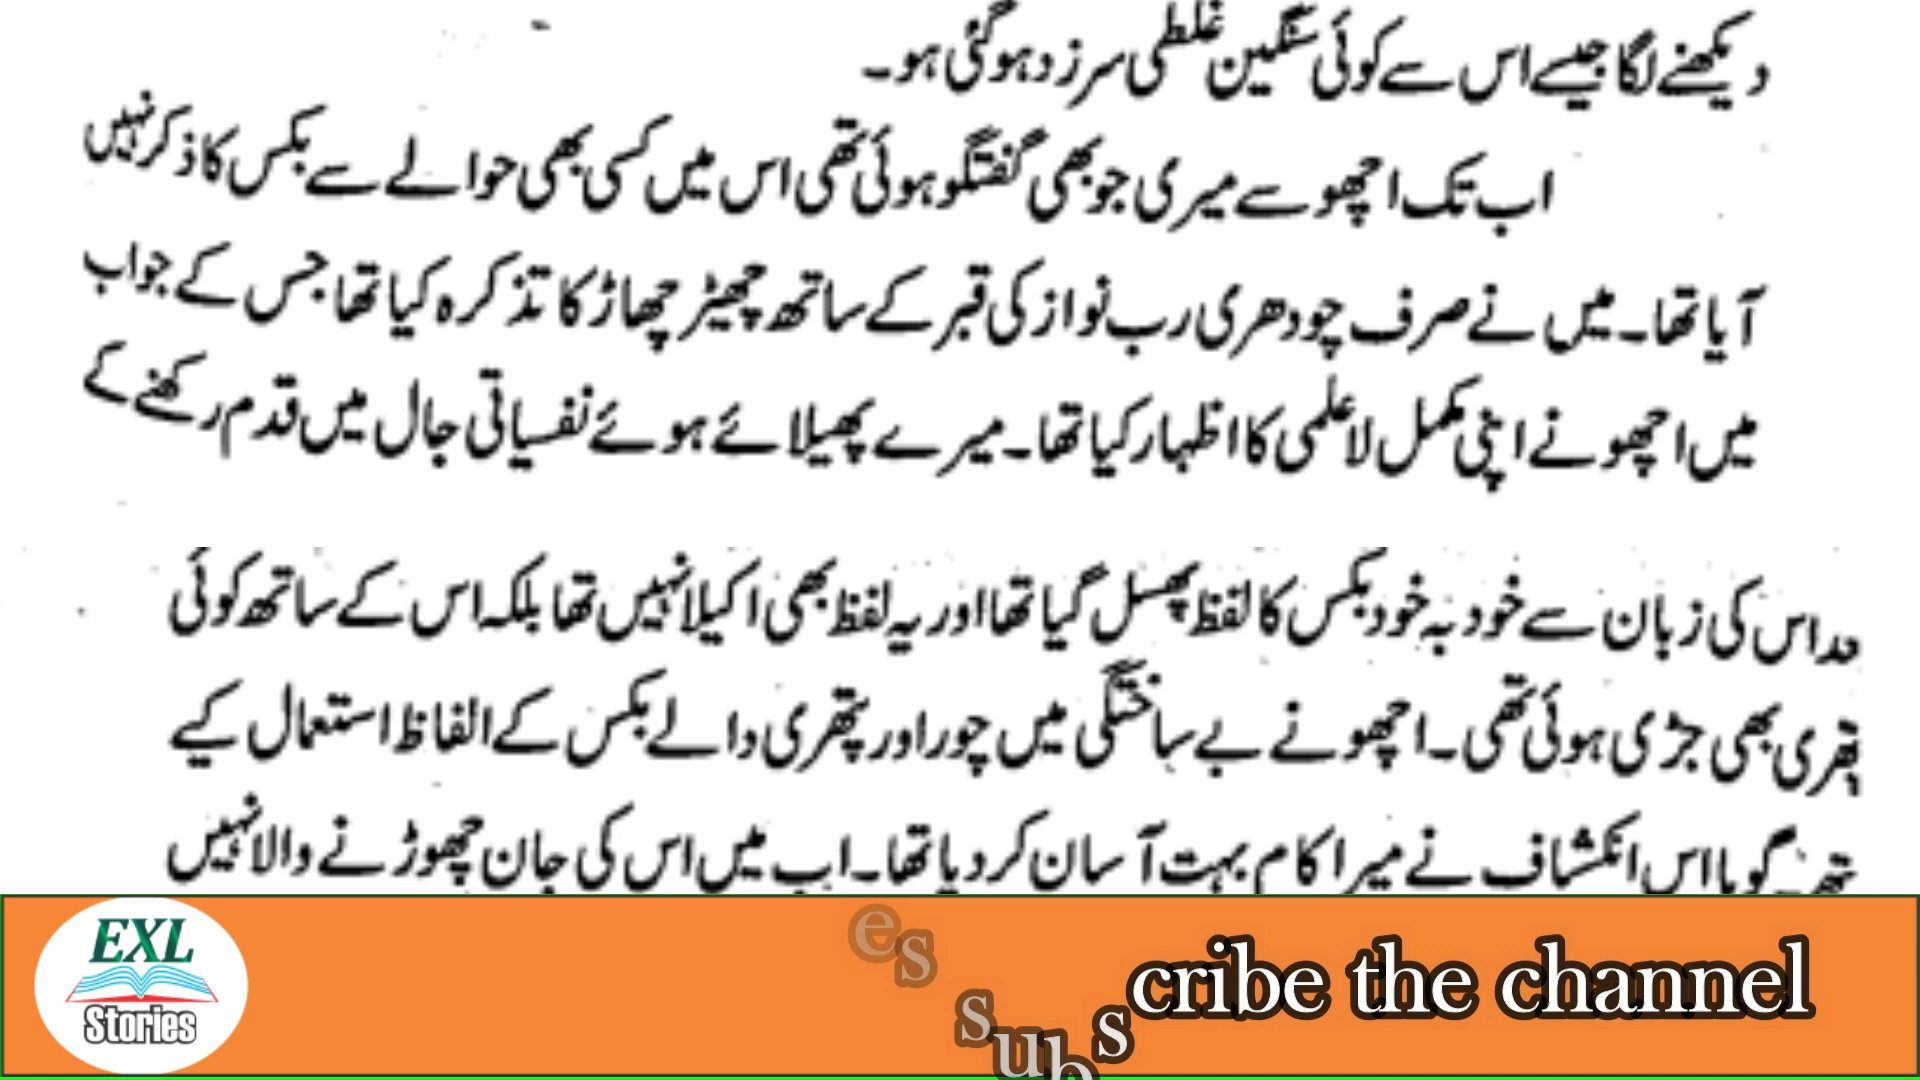 دیکھنے لگا جیسے اس سے کوئی سنگین غلطی سرزد ہو گئی ہو۔
اب تک اچھو سے میری جو بھی گفتگو ہوئی تھی اس میں کسی بھی حوالے سے بکس کا ذکر نہیں
آیا تھا۔ میں نے صرف چودھری رب نواز کی قبر کے ساتھ چھیڑ چھاڑ کا تذکرہ کیا تھا جس کے جواب
میں اچھو نے اپنی مکمل لاعلمی کا اظہار کیا تھا۔ میرے پھیلائے ہوئے نفسیاتی جال میں قدم رکھنے کے
اس کی زبان سے خود بہ خود بکس کا لفظ پھسل گیا تھا اور یہ لفظ بھی اکیلا نہیں تھا بلکہ اس کے ساتھ کوئی
پتھری بھی جڑی ہوئی تھی۔ اچھو نے بے ساختگی میں چور اور پتھری والے بکس کے الفاظ استعمال کیے
گویا اس انکشاف نے میرا کام بہت آسان کر دیا تھا۔ اب میں اس کی جان چھوڑنے والا نہیں
EXL
Stories
es subscribe the channel